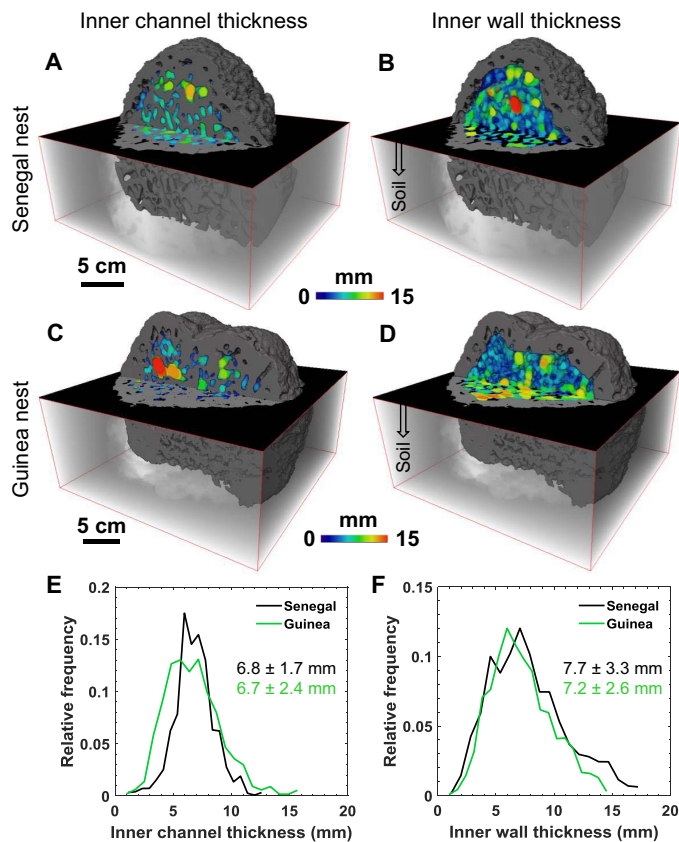 Inner channel thickness
Inner wall thickness
A
B
Senegal nest
Soil
5 cm
mm
0 15
C
D
Guinea nest
Soil
5 cm
mm
0 15
E
F
0.2
0.15
0.1
0.05
0
Relative frequency
Senegal
Guinea
6.8 ± 1.7 mm
6.7 ± 2.4 mm
0 5 10 15 20
Inner channel thickness (mm)
0.15
0.1
0.05
0
Relative frequency
Senegal
Guinea
7.7 ± 3.3 mm
7.2 ± 2.6 mm
0 5 10 15 20
Inner wall thickness (mm)